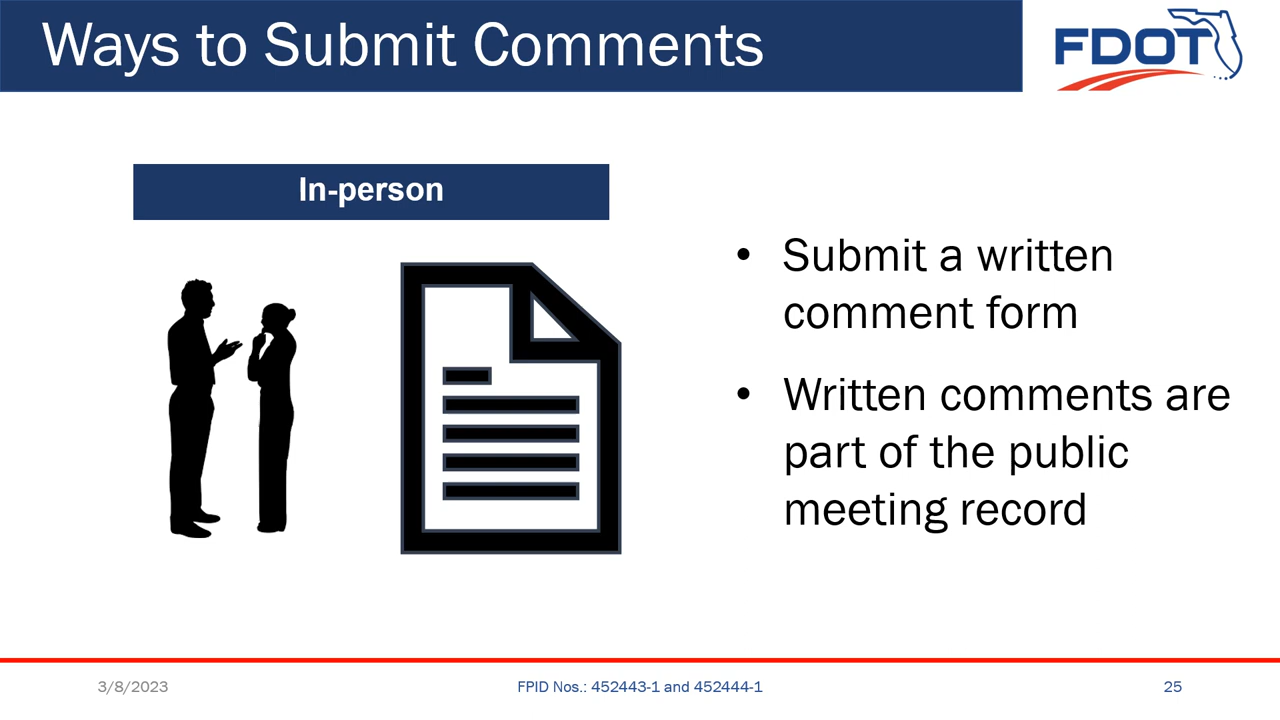 Ways to Submit Comments
FDOT
In-person
• Submit a written
comment form
• Written comments are
part of the public
meeting record
3/8/2023
FPID Nos.: 452443-1 and 452444-1
25